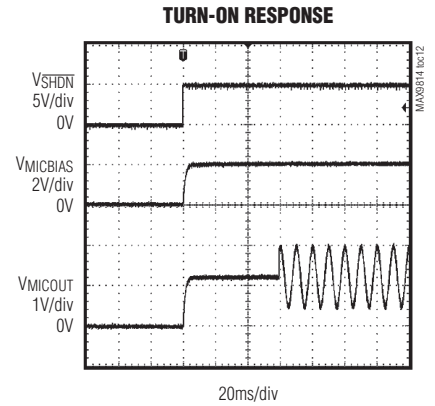 TURN-ON RESPONSE
VSHDN
5V/div
0V
VMICBIAS
2V/div
0V
VMICOUT
1V/div
0V
20ms/div
MAX9814 toc12